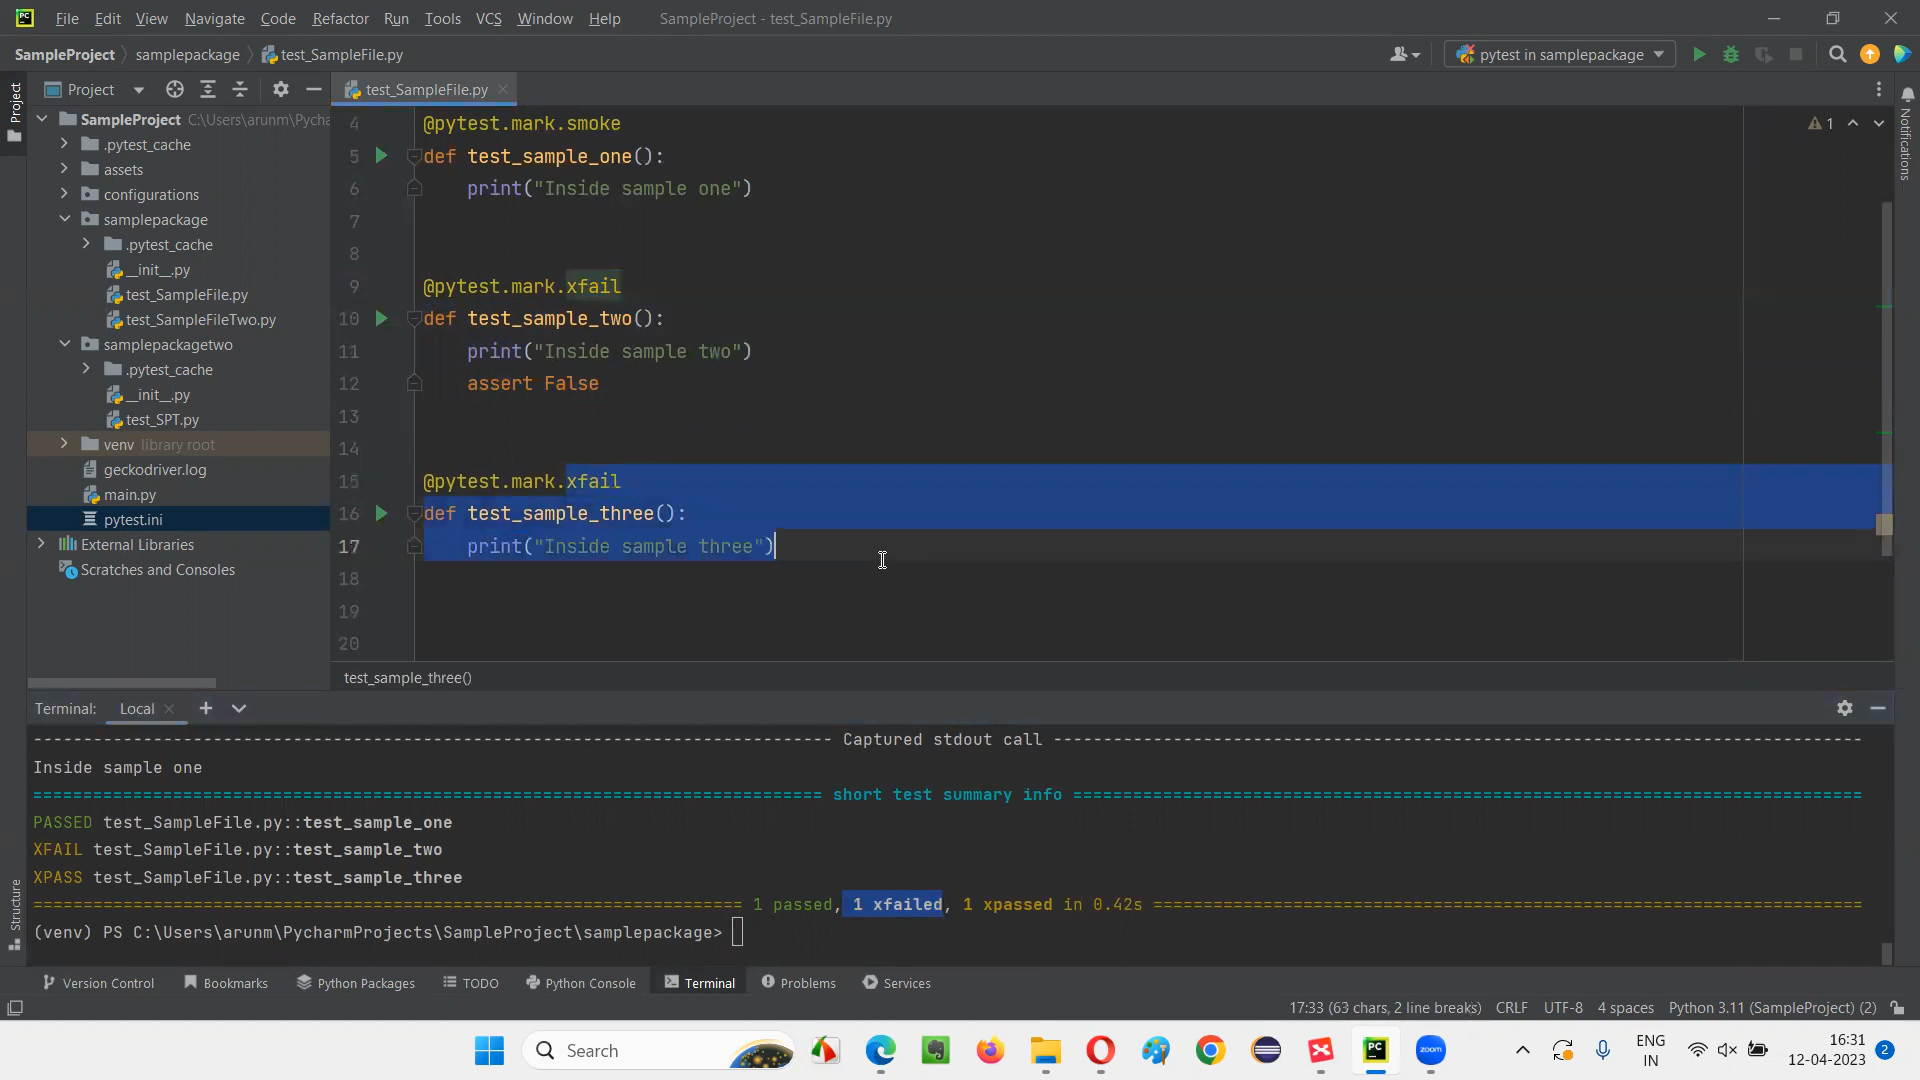 PC File Edit View Navigate Code Refactor Run Tools VCS Window Help SampleProject - test_SampleFile.py
SampleProject samplepackage test_SampleFile.py pytest in samplepackage
Project test_SampleFile.py
Project
Notifications
SampleProject C:\Users\arunm\Pycha
.pytest_cache
assets
configurations
samplepackage
.pytest_cache
__init__.py
test_SampleFile.py
test_SampleFileTwo.py
samplepackagetwo
.pytest_cache
__init__.py
test_SPT.py
venv library root
geckodriver.log
main.py
pytest.ini
External Libraries
Scratches and Consoles
1
4 @pytest.mark.smoke
5 def test_sample_one():
6 print("Inside sample one")
7
8
9 @pytest.mark.xfail
10 def test_sample_two():
11 print("Inside sample two")
12 assert False
13
14
15 @pytest.mark.xfail
16 def test_sample_three():
17 print("Inside sample three")
18
19
20
test_sample_three()
Terminal: Local
Structure
-------------------------------------------------------------------------------- Captured stdout call --------------------------------------------------------------------------------
Inside sample one
=============================================================================== short test summary info ===============================================================================
PASSED test_SampleFile.py::test_sample_one
XFAIL test_SampleFile.py::test_sample_two
XPASS test_SampleFile.py::test_sample_three
======================================================================= 1 passed, 1 xfailed, 1 xpassed in 0.42s =======================================================================
(venv) PS C:\Users\arunm\PycharmProjects\SampleProject\samplepackage>
Version Control Bookmarks Python Packages TODO Python Console Terminal Problems Services
17:33 (63 chars, 2 line breaks) CRLF UTF-8 4 spaces Python 3.11 (SampleProject) (2)
Search PC zoom
ENG
IN
16:31
12-04-2023
2